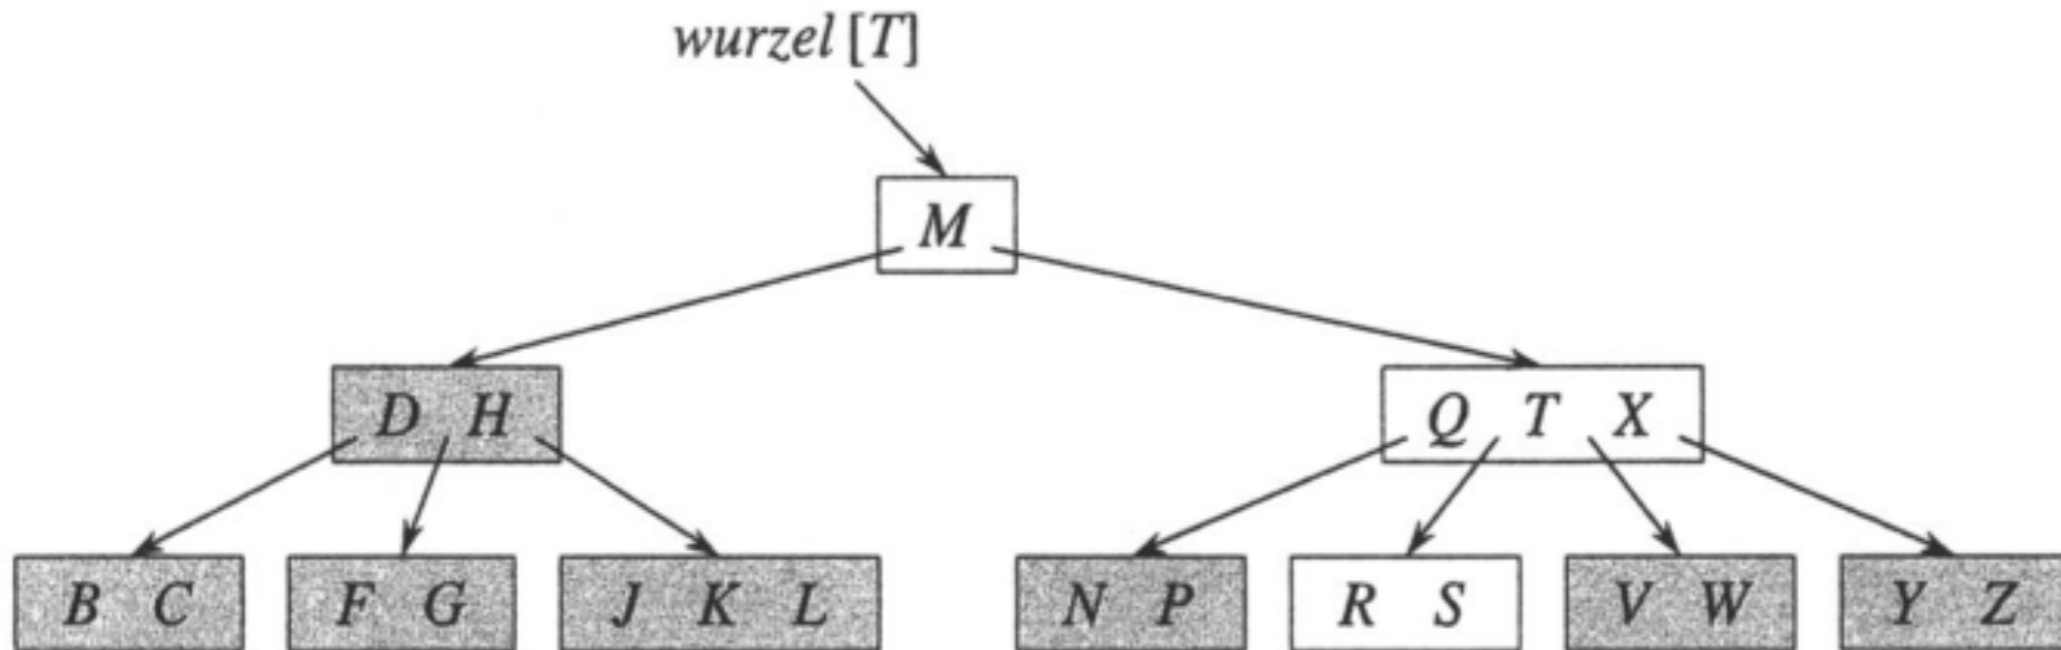 wurzel [T]
M
D H
Q T X
B C
F G
J K L
N P
R S
V W
Y Z